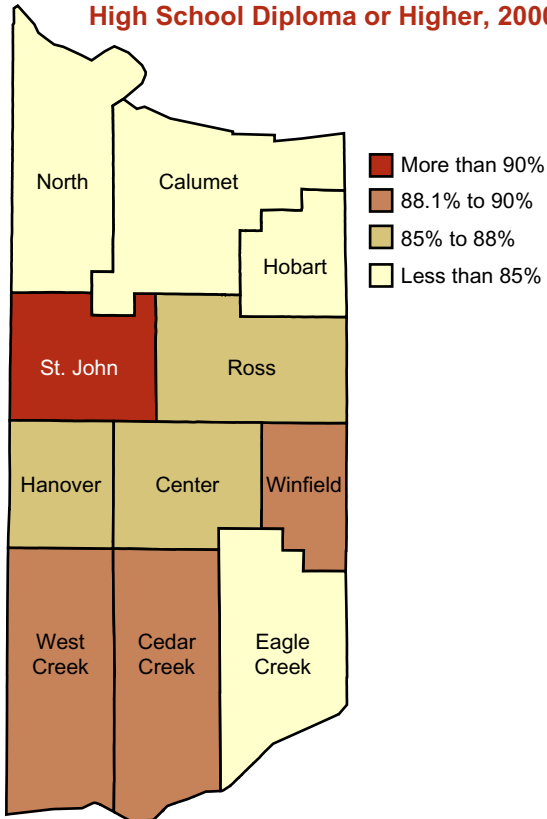 High School Diploma or Higher, 2000
North
Calumet
Hobart
More than 90%
88.1% to 90%
85% to 88%
Less than 85%
St. John
Ross
Hanover
Center
Winfield
West
Creek
Cedar
Creek
Eagle
Creek